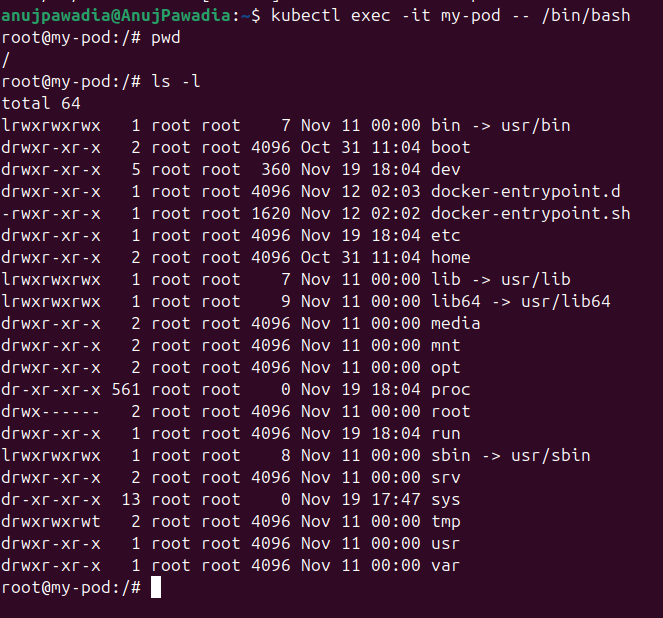 anujpawadia@AnujPawadia:~$ kubectl exec -it my-pod -- /bin/bash
root@my-pod:/# pwd
/
root@my-pod:/# ls -l
total 64
lrwxrwxrwx   1 root root    7 Nov 11 00:00 bin -> usr/bin
drwxr-xr-x   2 root root 4096 Oct 31 11:04 boot
drwxr-xr-x   5 root root  360 Nov 19 18:04 dev
drwxr-xr-x   1 root root 4096 Nov 12 02:03 docker-entrypoint.d
-rwxr-xr-x   1 root root 1620 Nov 12 02:02 docker-entrypoint.sh
drwxr-xr-x   1 root root 4096 Nov 19 18:04 etc
drwxr-xr-x   2 root root 4096 Oct 31 11:04 home
lrwxrwxrwx   1 root root    7 Nov 11 00:00 lib -> usr/lib
lrwxrwxrwx   1 root root    9 Nov 11 00:00 lib64 -> usr/lib64
drwxr-xr-x   2 root root 4096 Nov 11 00:00 media
drwxr-xr-x   2 root root 4096 Nov 11 00:00 mnt
drwxr-xr-x   2 root root 4096 Nov 11 00:00 opt
dr-xr-xr-x 561 root root    0 Nov 19 18:04 proc
drwx------   2 root root 4096 Nov 11 00:00 root
drwxr-xr-x   1 root root 4096 Nov 19 18:04 run
lrwxrwxrwx   1 root root    8 Nov 11 00:00 sbin -> usr/sbin
drwxr-xr-x   2 root root 4096 Nov 11 00:00 srv
dr-xr-xr-x  13 root root    0 Nov 19 17:47 sys
drwxrwxrwt   2 root root 4096 Nov 11 00:00 tmp
drwxr-xr-x   1 root root 4096 Nov 11 00:00 usr
drwxr-xr-x   1 root root 4096 Nov 11 00:00 var
root@my-pod:/#